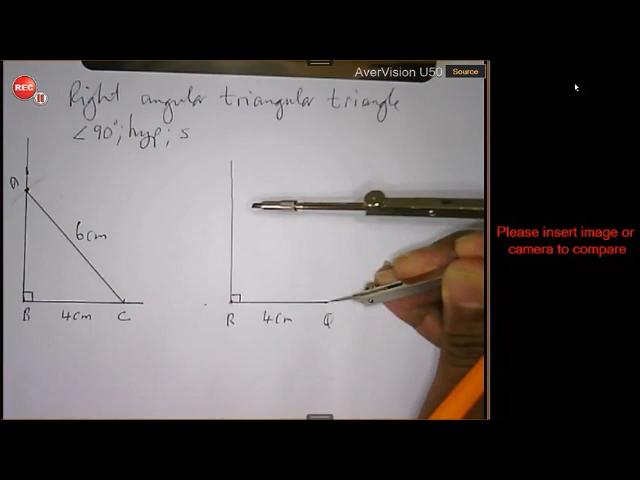 AverVision U50 Source
REC
Right angular triangular triangle
∠90°; hyp; s
A
6cm
B 4cm C
R 4cm Q
Please insert image or
camera to compare